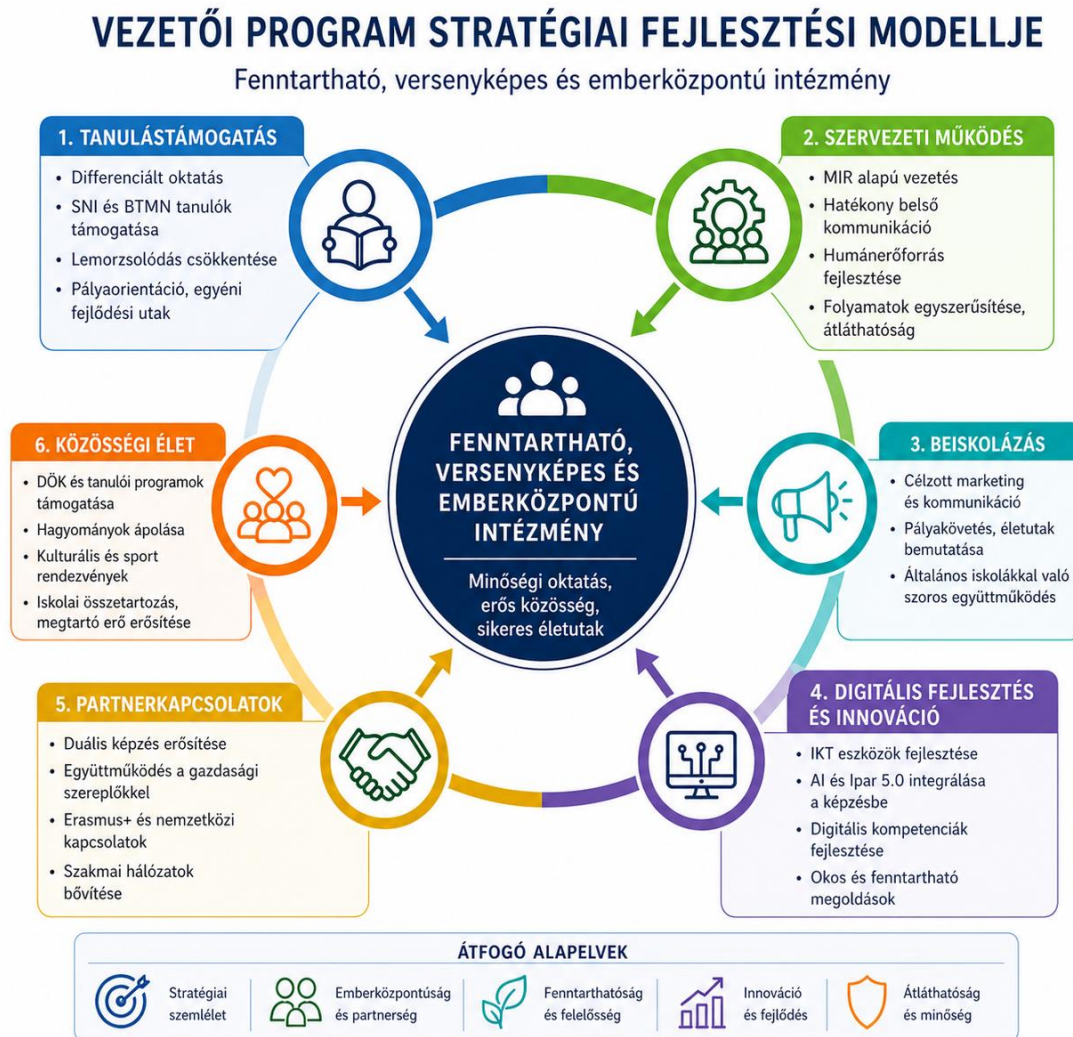 VEZETŐI PROGRAM STRATÉGIAI FEJLESZTÉSI MODELLJE
Fenntartható, versenyképes és emberközpontú intézmény
1. TANULÁSTÁMOGATÁS
• Differenciált oktatás
• SNI és BTMN tanulók
támogatása
• Lemorzsolódás csökkentése
• Pályaorientáció, egyéni
fejlődési utak
2. SZERVEZETI MŰKÖDÉS
• MIR alapú vezetés
• Hatékony belső
kommunikáció
• Humánerőforrás
fejlesztése
• Folyamatok egyszerűsítése,
átláthatóság
FENNTARTHATÓ,
VERSENYKÉPES ÉS
EMBERKÖZPONTÚ
INTÉZMÉNY
Minőségi oktatás,
erős közösség,
sikeres életutak
3. BEISKOLÁZÁS
• Célzott marketing
és kommunikáció
• Pályakövetés, életutak
bemutatása
• Általános iskolákkal való
szoros együttműködés
4. DIGITÁLIS FEJLESZTÉS
ÉS INNOVÁCIÓ
• IKT eszközök fejlesztése
• AI és Ipar 5.0 integrálása
a képzésbe
• Digitális kompetenciák
fejlesztése
• Okos és fenntartható
megoldások
5. PARTNERKAPCSOLATOK
• Duális képzés erősítése
• Együttműködés a gazdasági
szereplőkkel
• Erasmus+ és nemzetközi
kapcsolatok
• Szakmai hálózatok
bővítése
6. KÖZÖSSÉGI ÉLET
• DÖK és tanulói programok
támogatása
• Hagyományok ápolása
• Kulturális és sport
rendezvények
• Iskolai összetartozás,
megtartó erő erősítése
ÁTFOGÓ ALAPELVEK
Stratégiai
szemlélet
Emberközpontúság
és partnerség
Fenntarthatóság
és felelősség
Innováció
és fejlődés
Átláthatóság
és minőség